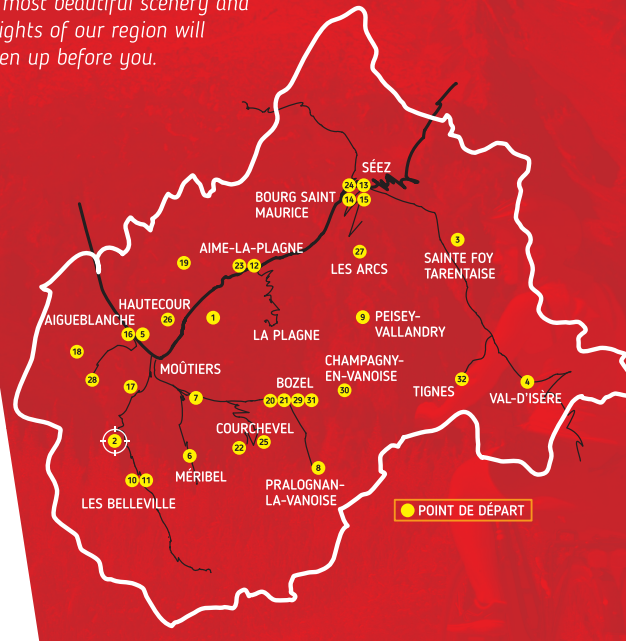 most beautiful scenery and
ights of our region will
en up before you.
SÉEZ
24 13
BOURG SAINT
MAURICE
14 15
3
SAINTE FOY
TARENTAISE
AIME-LA-PLAGNE
19
23 12
27
LES ARCS
HAUTECOUR
26
1
9
PEISEY-
VALLANDRY
AIGUEBLANCHE
16 5
LA PLAGNE
18
MOÛTIERS
CHAMPAGNY-
EN-VANOISE
30
28
17
7
BOZEL
20 21 29 31
TIGNES
32
4
VAL-D'ISÈRE
COURCHEVEL
22
25
2
6
MÉRIBEL
8
PRALOGNAN-
LA-VANOISE
10 11
LES BELLEVILLE
POINT DE DÉPART